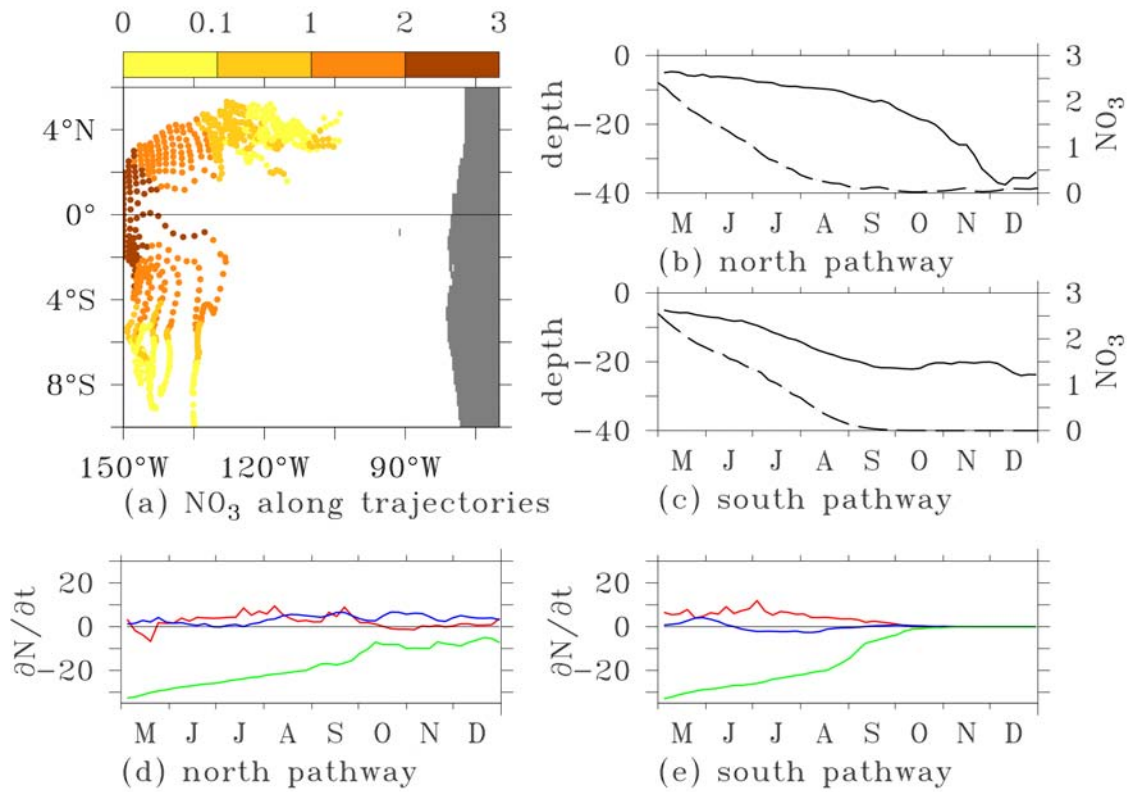 0 0.1 1 2 3
4°N
0°
4°S
8°S
150°W 120°W 90°W
(a) NO₃ along trajectories
0
−20
−40
depth
3
2
1
0
NO₃
M J J A S O N D
(b) north pathway
0
−20
−40
depth
3
2
1
0
NO₃
M J J A S O N D
(c) south pathway
20
0
−20
∂N/∂t
M J J A S O N D
(d) north pathway
20
0
−20
∂N/∂t
M J J A S O N D
(e) south pathway